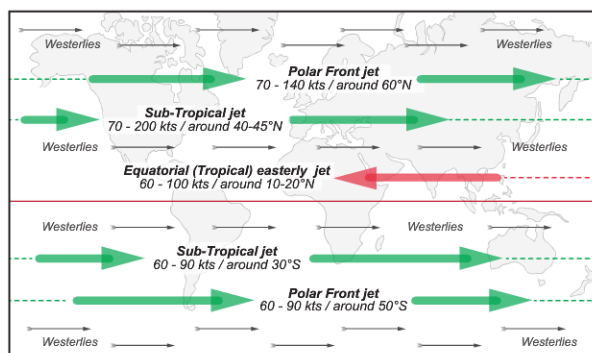 Westerlies
Westerlies
Polar Front jet
70 - 140 kts / around 60°N
Sub-Tropical jet
70 - 200 kts / around 40-45°N
Westerlies
Westerlies
Westerlies
Equatorial (Tropical) easterly jet
60 - 100 kts / around 10-20°N
Westerlies
Westerlies
Sub-Tropical jet
60 - 90 kts / around 30°S
Polar Front jet
60 - 90 kts / around 50°S
Westerlies
Westerlies